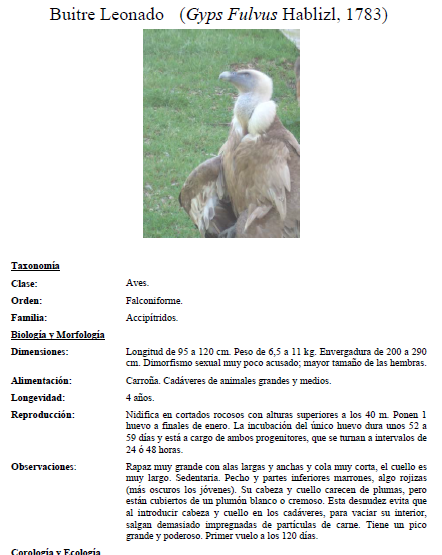 Buitre Leonado (Gyps Fulvus Hablizl, 1783)
Taxonomía
Clase: Aves.
Orden: Falconiforme.
Familia: Accipítridos.
Biología y Morfología
Dimensiones: Longitud de 95 a 120 cm. Peso de 6,5 a 11 kg. Envergadura de 200 a 290
cm. Dimorfismo sexual muy poco acusado; mayor tamaño de las hembras.
Alimentación: Carroña. Cadáveres de animales grandes y medios.
Longevidad: 4 años.
Reproducción: Nidifica en cortados rocosos con alturas superiores a los 40 m. Ponen 1
huevo a finales de enero. La incubación del único huevo dura unos 52 a
59 días y está a cargo de ambos progenitores, que se turnan a intervalos de
24 ó 48 horas.
Observaciones: Rapaz muy grande con alas largas y anchas y cola muy corta, el cuello es
muy largo. Sedentaria. Pecho y partes inferiores marrones, algo rojizas
(más oscuros los jóvenes). Su cabeza y cuello carecen de plumas, pero
están cubiertos de un plumón blanco o cremoso. Esta desnudez evita que
al introducir cabeza y cuello en los cadáveres, para vaciar su interior,
salgan demasiado impregnadas de partículas de carne. Tiene un pico
grande y poderoso. Primer vuelo a los 120 días.
Corología y Ecología